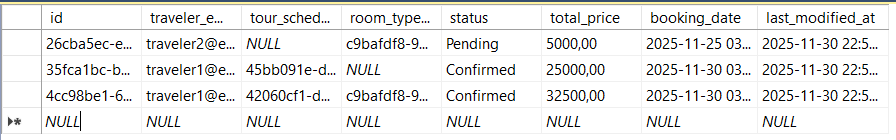 id traveler_e... tour_sched... room_type... status total_price booking_date last_modified_at
26cba5ec-e... traveler2@e... NULL c9bafdf8-9... Pending 5000,00 2025-11-25 03... 2025-11-30 22:5...
35fca1bc-b... traveler1@e... 45bb091e-d... NULL Confirmed 25000,00 2025-11-30 03... 2025-11-30 22:5...
4cc98be1-6... traveler1@e... 42060cf1-d... c9bafdf8-9... Confirmed 32500,00 2025-11-30 03... 2025-11-30 22:5...
NULL NULL NULL NULL NULL NULL NULL NULL